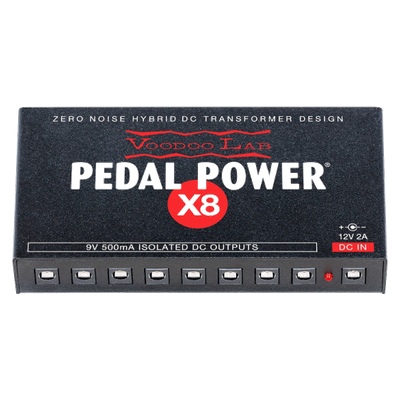 ZERO NOISE HYBRID DC TRANSFORMER DESIGN
VOODOO LAB
PEDAL POWER®
X8
9V 500mA ISOLATED DC OUTPUTS
12V 2A
DC IN